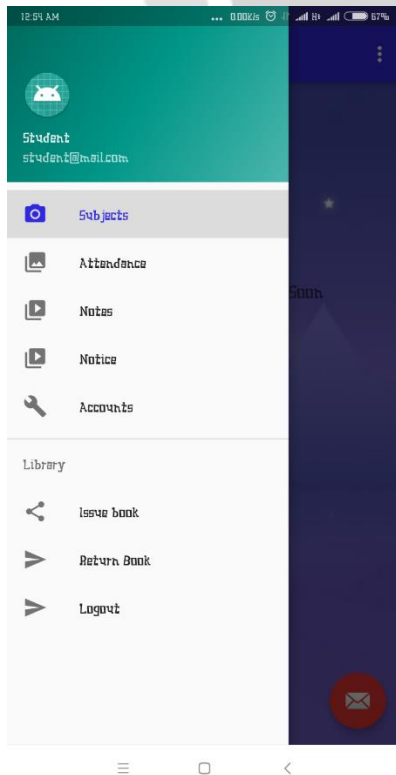 12:54 AM ... 0.00K/s 67%
Student
student@mail.com
Subjects
Attendance
Soon
Notes
Notice
Accounts
Library
Issue book
Return Book
Logout